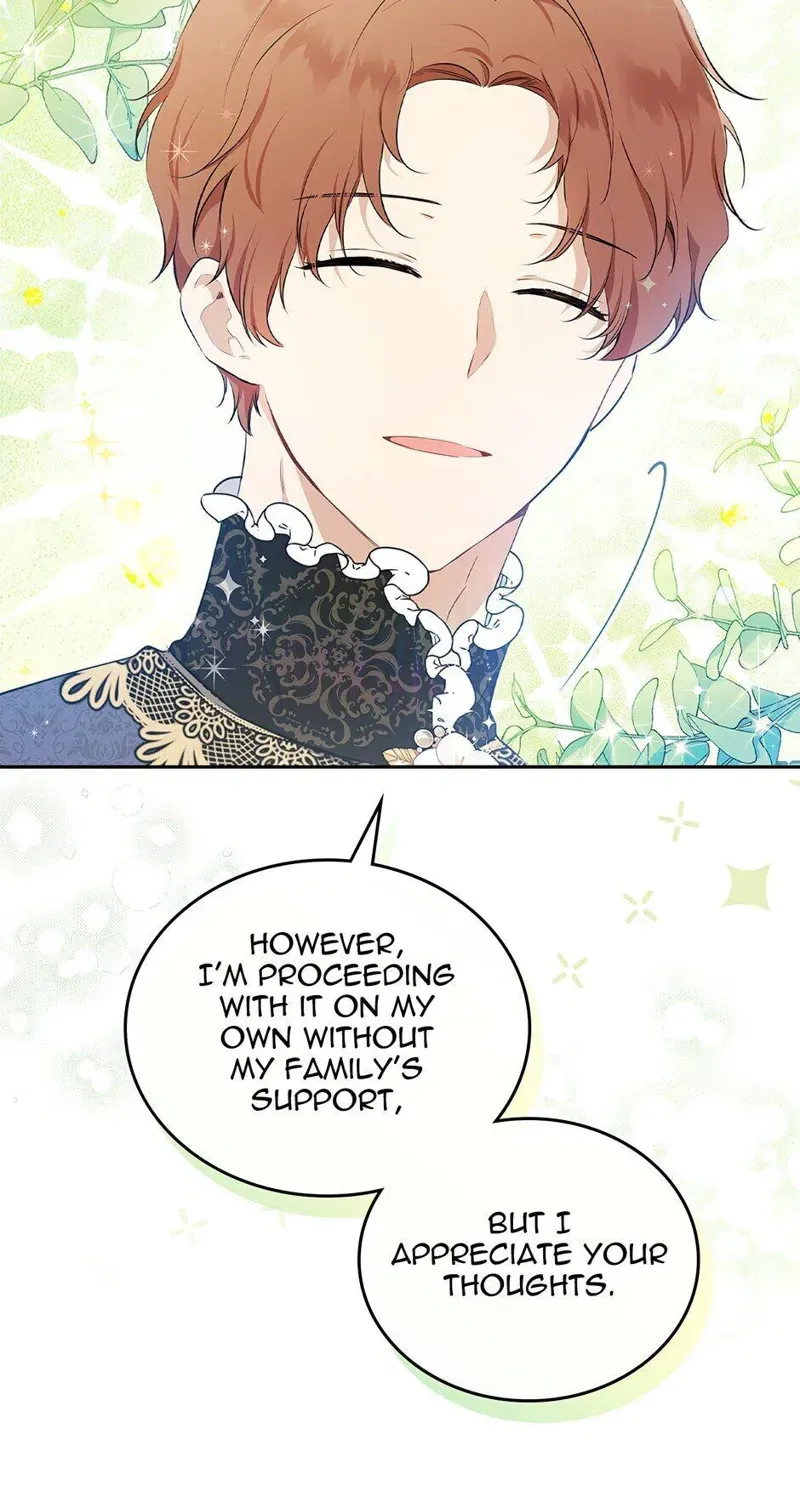 HOWEVER,
I'M PROCEEDING
WITH IT ON MY
OWN WITHOUT
MY FAMILY'S
SUPPORT,
BUT I
APPRECIATE YOUR
THOUGHTS.